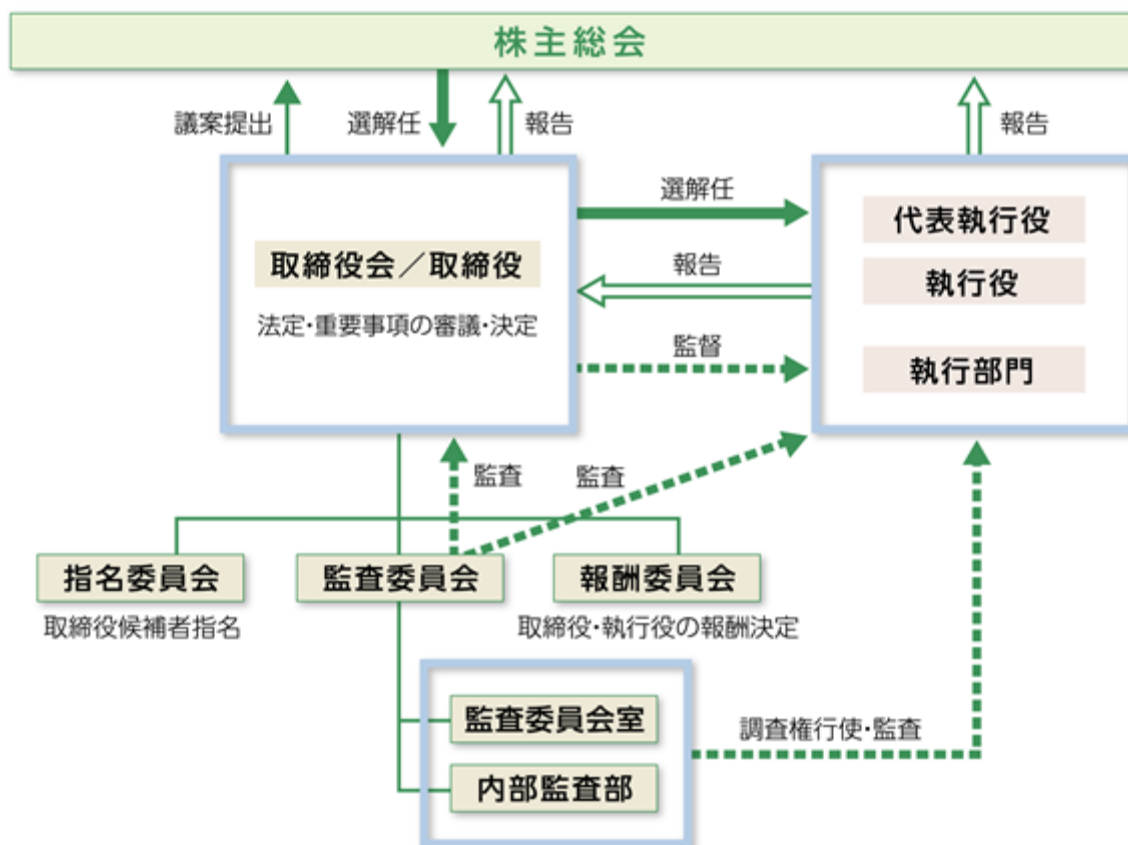 株主総会
議案提出
選解任
報告
報告
選解任
代表執行役
取締役会／取締役
報告
執行役
法定・重要事項の審議・決定
監督
執行部門
監査
監査
指名委員会
監査委員会
報酬委員会
取締役候補者指名
取締役・執行役の報酬決定
監査委員会室
調査権行使・監査
内部監査部